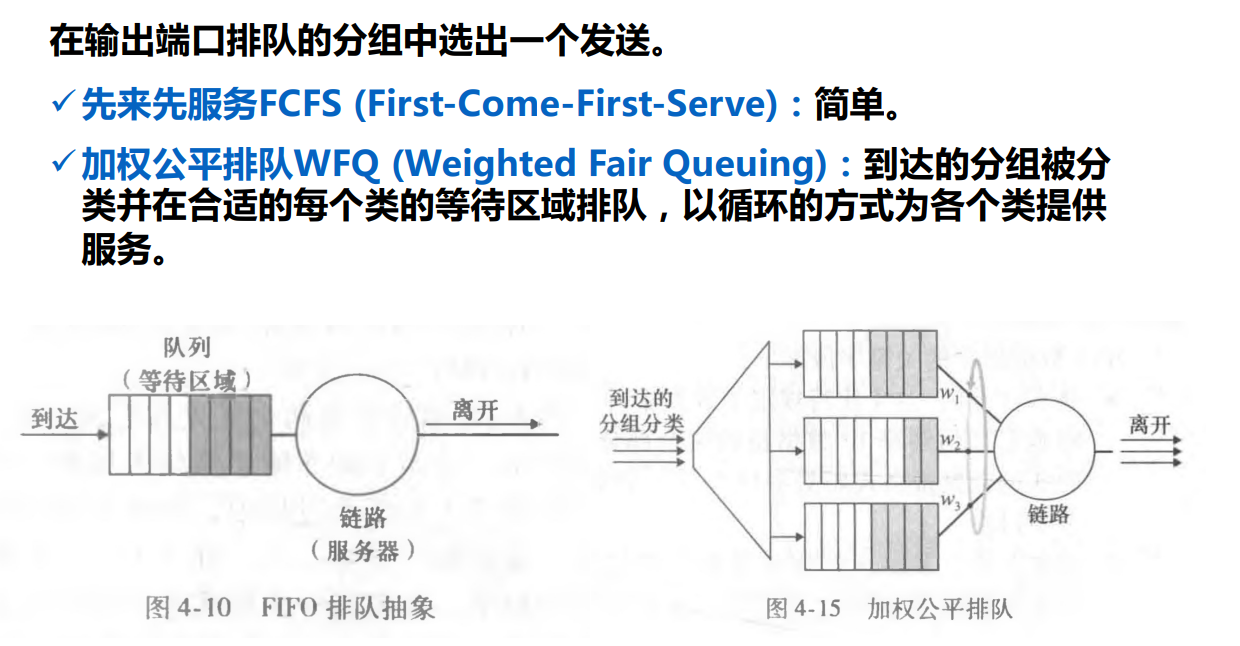 在输出端口排队的分组中选出一个发送。
✓先来先服务FCFS (First-Come-First-Serve)：简单。
✓加权公平排队WFQ (Weighted Fair Queuing)：到达的分组被分
类并在合适的每个类的等待区域排队，以循环的方式为各个类提供
服务。
队列
（等待区域）
到达
离开
链路
（服务器）
图 4-10 FIFO 排队抽象
到达的
分组分类
w₁
w₂
w₃
离开
链路
图 4-15 加权公平排队